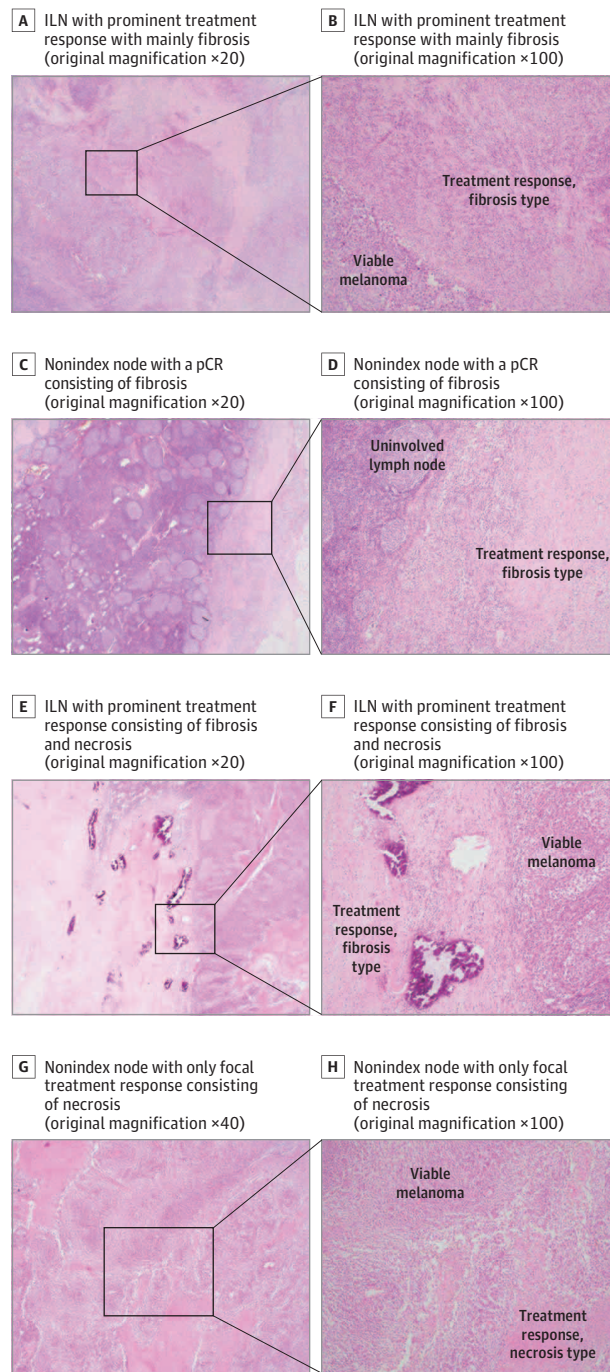 A ILN with prominent treatment
response with mainly fibrosis
(original magnification ×20)
B ILN with prominent treatment
response with mainly fibrosis
(original magnification ×100)
Treatment response,
fibrosis type
Viable
melanoma
C Nonindex node with a pCR
consisting of fibrosis
(original magnification ×20)
D Nonindex node with a pCR
consisting of fibrosis
(original magnification ×100)
Uninvolved
lymph node
Treatment response,
fibrosis type
E ILN with prominent treatment
response consisting of fibrosis
and necrosis
(original magnification ×20)
F ILN with prominent treatment
response consisting of fibrosis
and necrosis
(original magnification ×100)
Viable
melanoma
Treatment
response,
fibrosis
type
G Nonindex node with only focal
treatment response consisting
of necrosis
(original magnification ×40)
H Nonindex node with only focal
treatment response consisting
of necrosis
(original magnification ×100)
Viable
melanoma
Treatment
response,
necrosis type